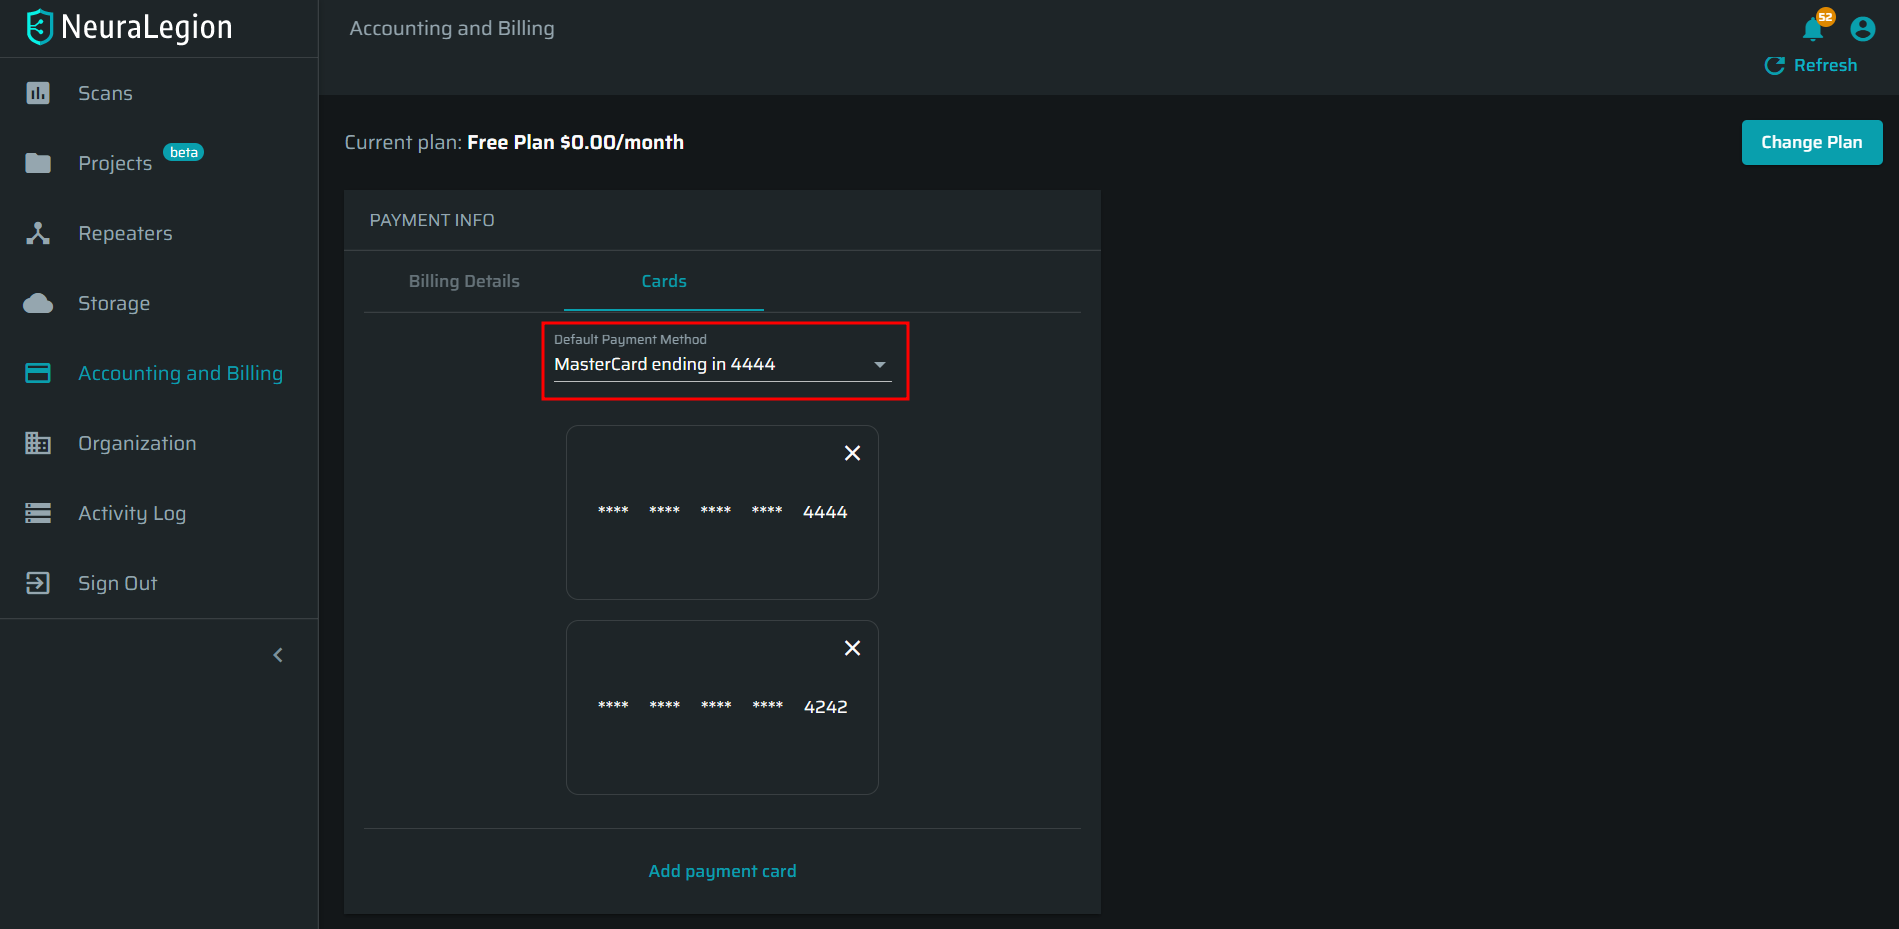 NeuraLegion
Accounting and Billing
52
Refresh
Scans
Projects beta
Repeaters
Storage
Accounting and Billing
Organization
Activity Log
Sign Out
Current plan: Free Plan $0.00/month
Change Plan
PAYMENT INFO
Billing Details
Cards
Default Payment Method
MasterCard ending in 4444
**** **** **** **** 4444
**** **** **** **** 4242
Add payment card